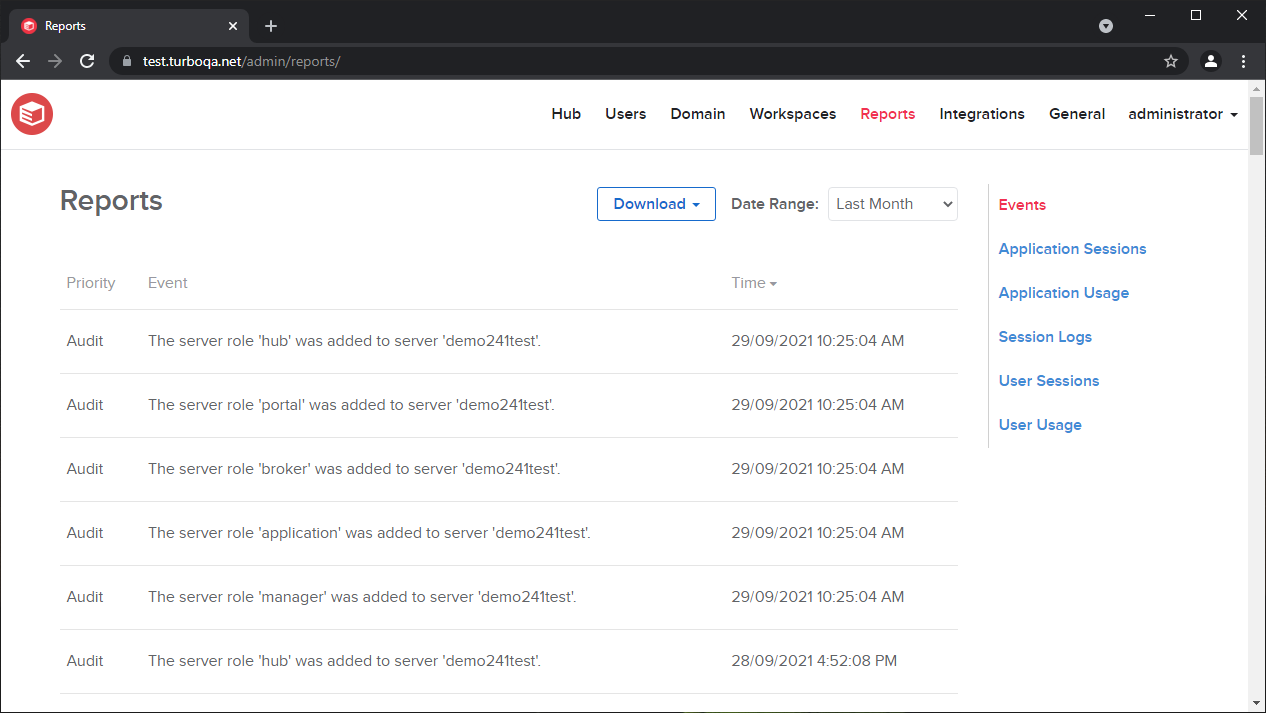 Reports
test.turboqa.net/admin/reports/
Hub Users Domain Workspaces Reports Integrations General administrator
Reports
Download Date Range: Last Month
Priority Event Time
Audit The server role 'hub' was added to server 'demo241test'. 29/09/2021 10:25:04 AM
Audit The server role 'portal' was added to server 'demo241test'. 29/09/2021 10:25:04 AM
Audit The server role 'broker' was added to server 'demo241test'. 29/09/2021 10:25:04 AM
Audit The server role 'application' was added to server 'demo241test'. 29/09/2021 10:25:04 AM
Audit The server role 'manager' was added to server 'demo241test'. 29/09/2021 10:25:04 AM
Audit The server role 'hub' was added to server 'demo241test'. 28/09/2021 4:52:08 PM
Events
Application Sessions
Application Usage
Session Logs
User Sessions
User Usage